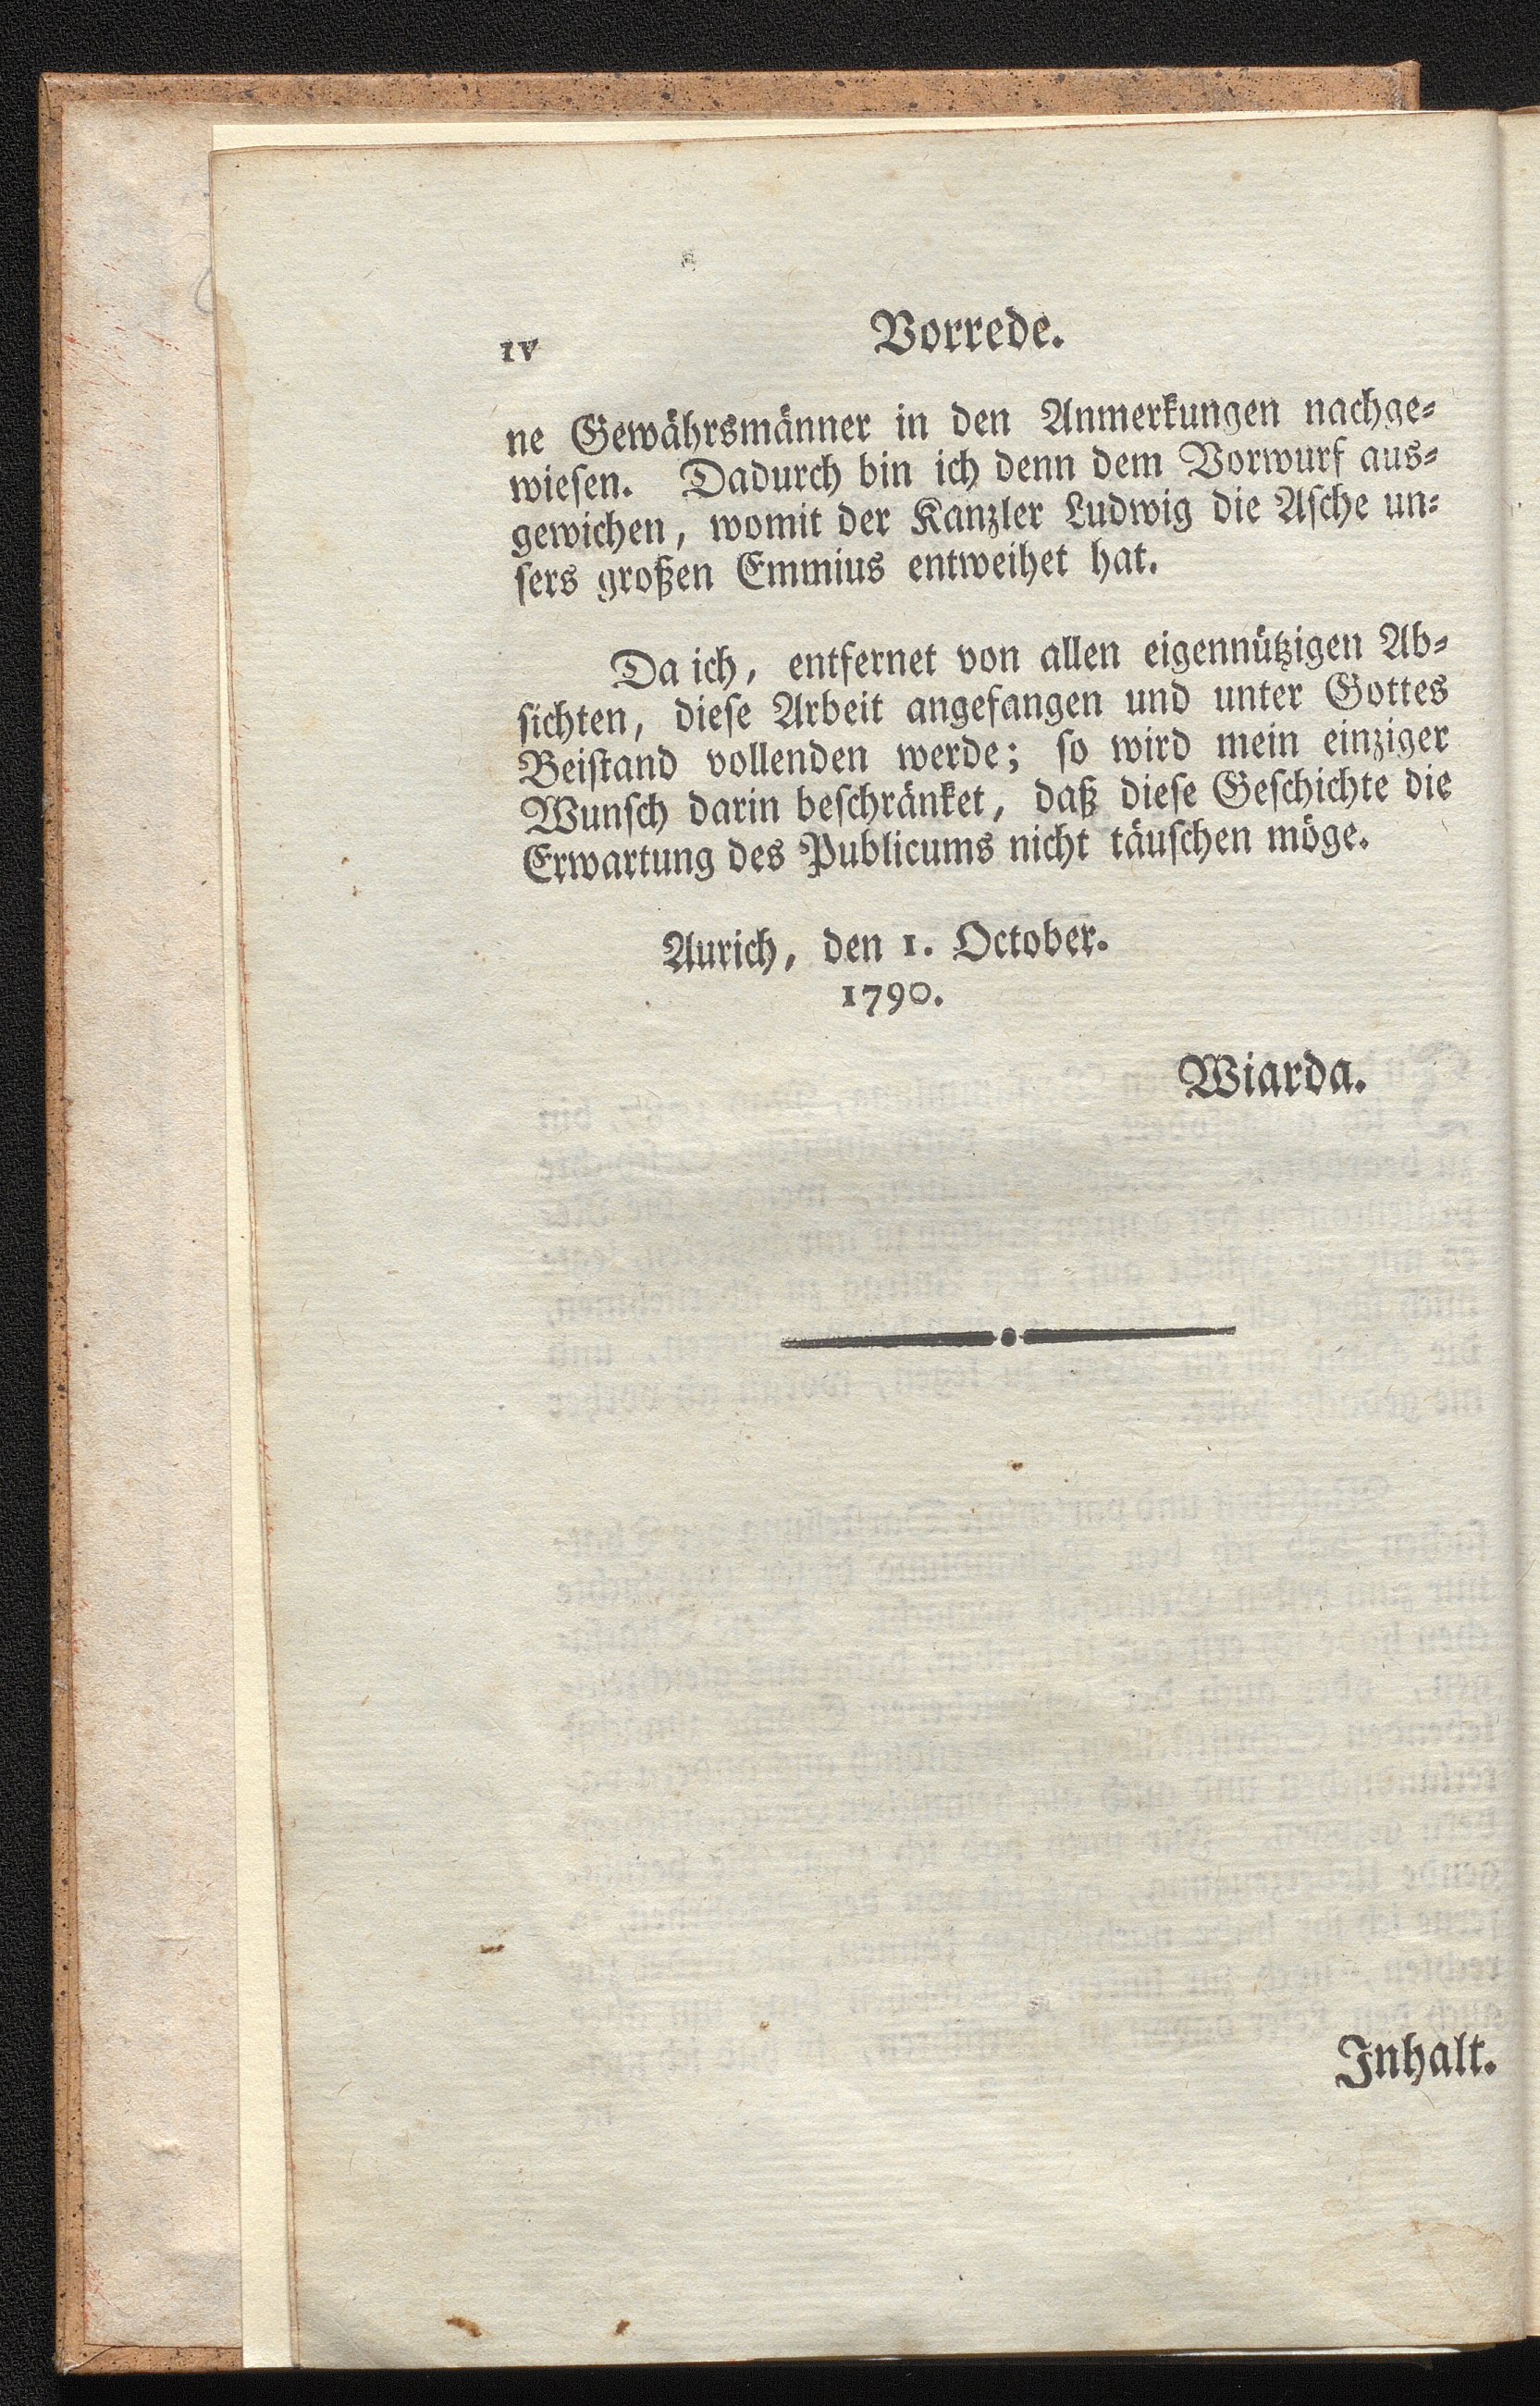 IV Vorrede.
ne Gewährsmänner in den Anmerkungen nachge⸗
wiesen. Dadurch bin ich denn dem Vorwurf aus⸗
gewichen, womit der Kanzler Ludwig die Asche un⸗
sers großen Emmius entweihet hat.
Da ich, entfernet von allen eigennützigen Ab⸗
sichten, diese Arbeit angefangen und unter Gottes
Beistand vollenden werde; so wird mein einziger
Wunsch darin beschränket, daß diese Geschichte die
Erwartung des Publicums nicht täuschen möge.
Aurich, den 1. October.
1790.
Wiarda.
Inhalt.